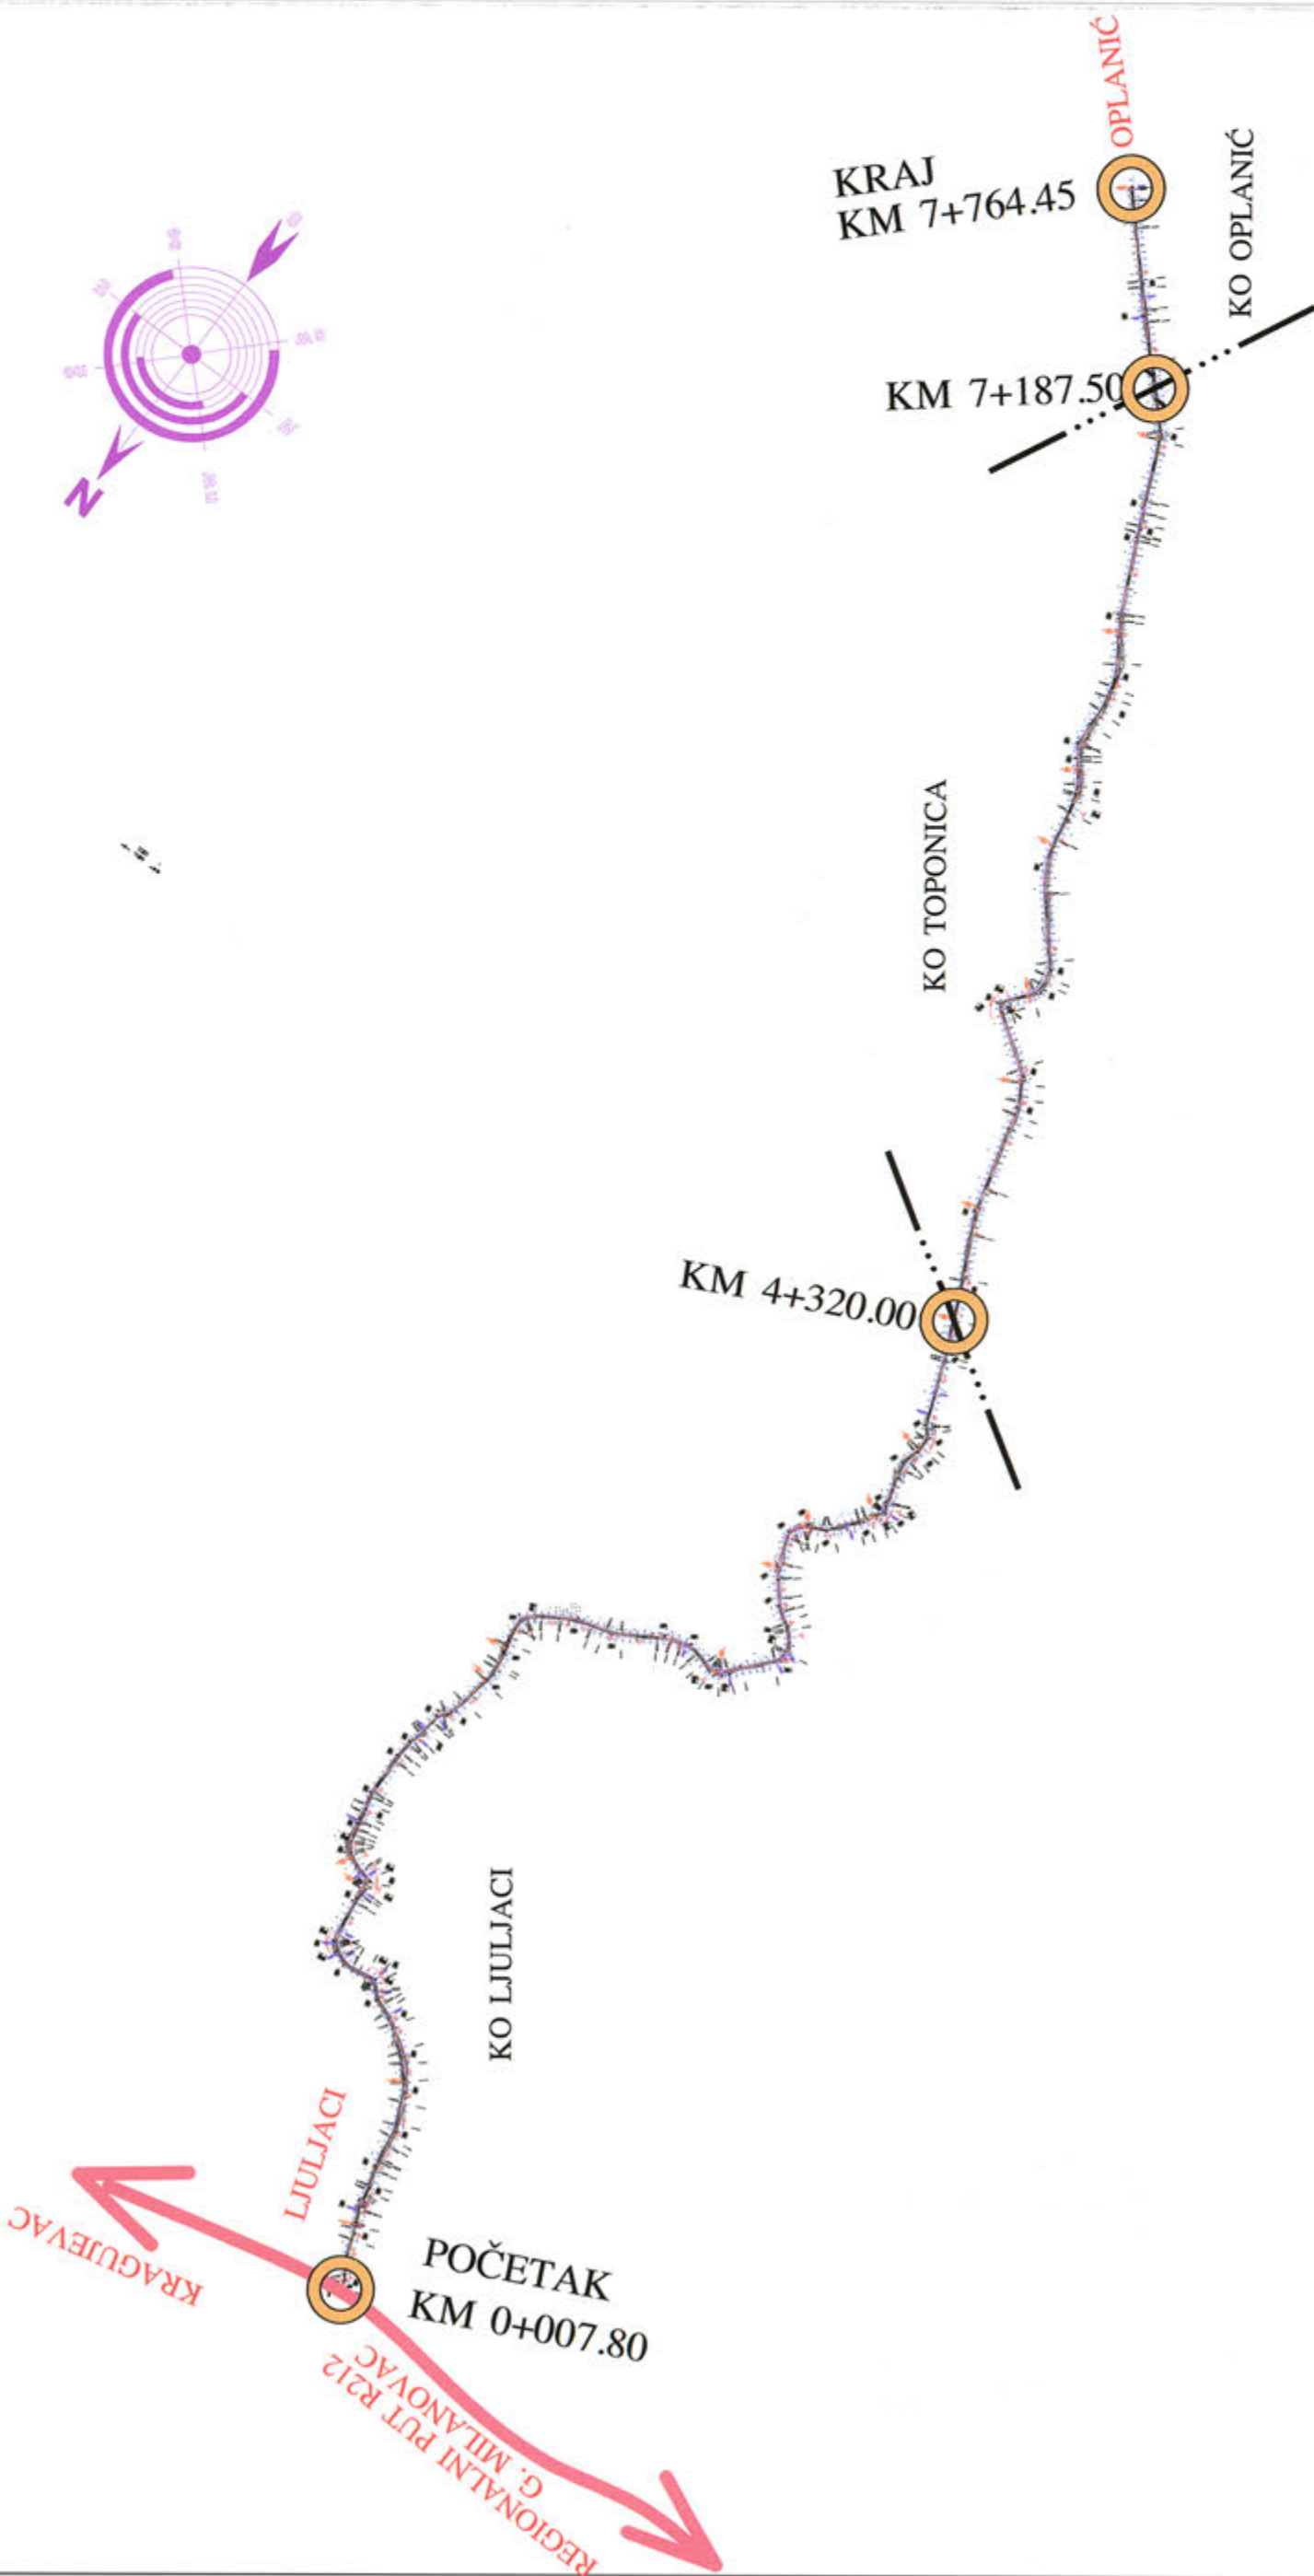 OPLANIĆ
KRAJ
KM 7+764.45
KO OPLANIĆ
KM 7+187.50
N
KO TOPONICA
KM 4+320.00
KO LJULJACI
LJULJACI
KRAGUJEVAC
POČETAK
KM 0+007.80
G. MILANOVAC
REGIONALNI PUT R212